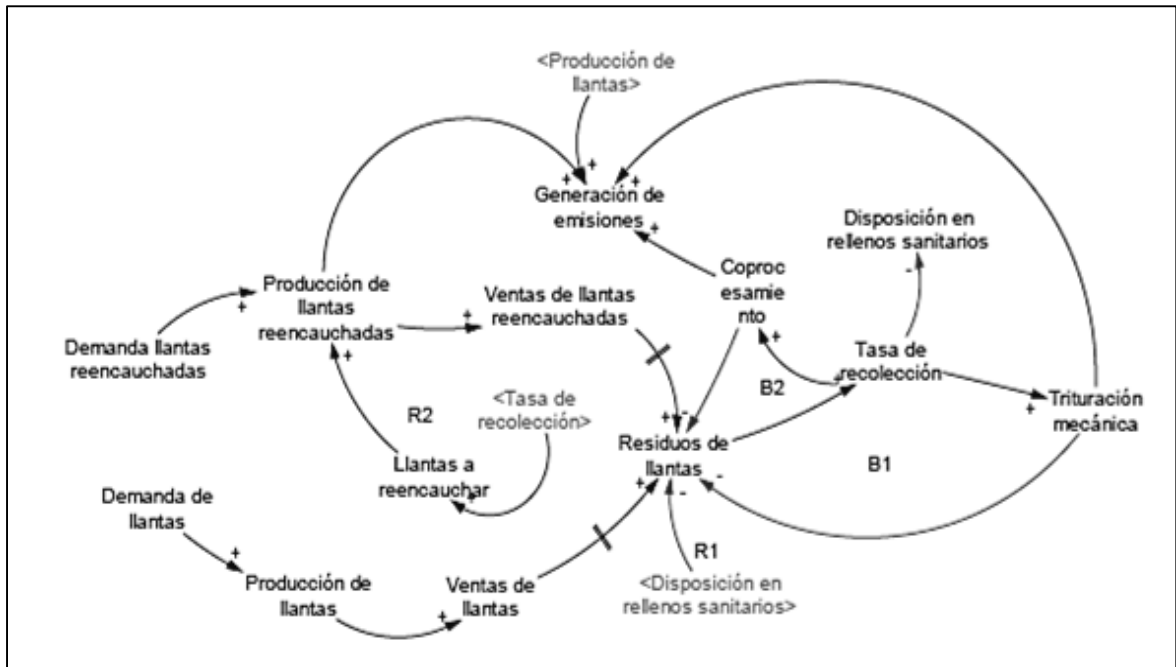 <Producción de
llantas>
+
+
+
Generación de
emisiones
+
Disposición en
rellenos sanitarios
-
Coproc
esamie
nto
+
Producción de
llantas
reencauchadas
+
Ventas de llantas
reencauchadas
+
Demanda llantas
reencauchadas
+
Tasa de
recolección
+
B2
Trituración
mecánica
+
R2
<Tasa de
recolección>
+
-
Residuos de
llantas
-
B1
Llantas a
reencauchar
+
+
-
Demanda de
llantas
+
R1
Producción de
llantas
Ventas de
llantas
+
<Disposición en
rellenos sanitarios>